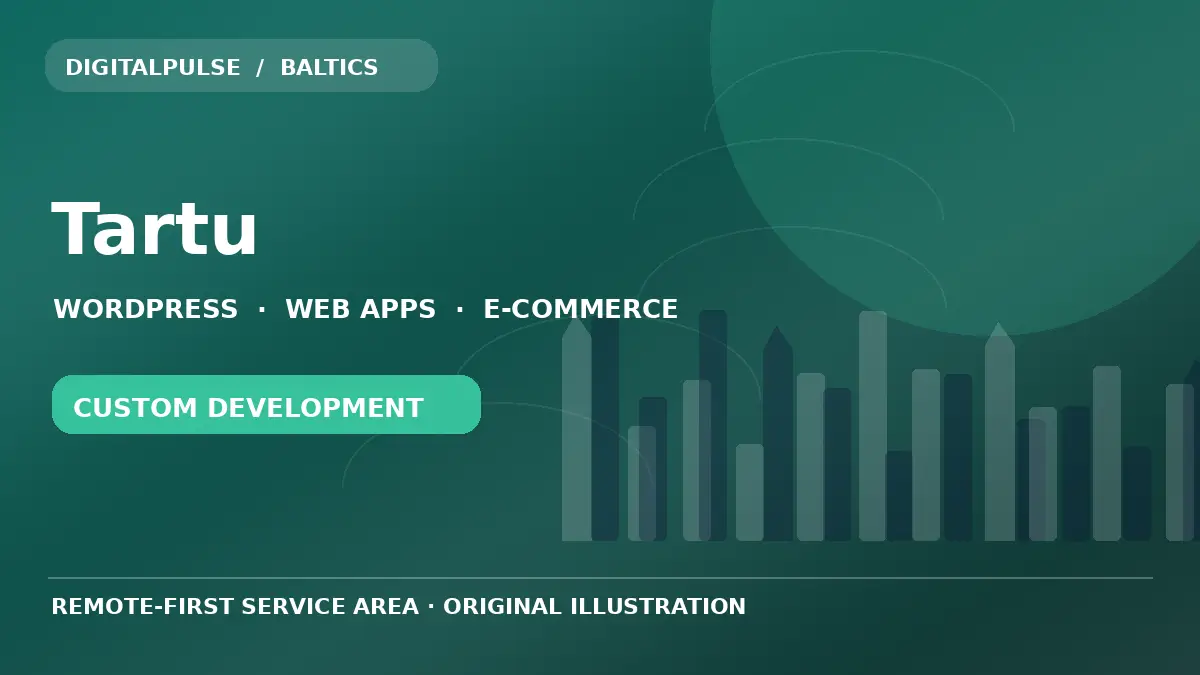 DIGITALPULSE / BALTICS
Tartu
WORDPRESS · WEB APPS · E-COMMERCE
CUSTOM DEVELOPMENT
REMOTE-FIRST SERVICE AREA · ORIGINAL ILLUSTRATION